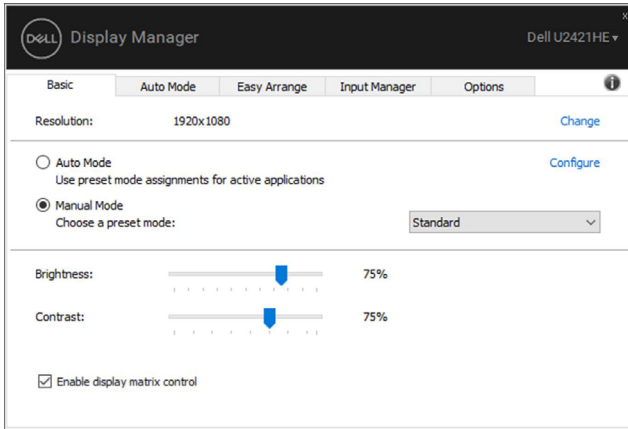 x
DELL Display Manager Dell U2421HE
Basic Auto Mode Easy Arrange Input Manager Options i
Resolution: 1920x1080 Change
Auto Mode Configure
Use preset mode assignments for active applications
Manual Mode
Choose a preset mode: Standard
Brightness: 75%
Contrast: 75%
Enable display matrix control